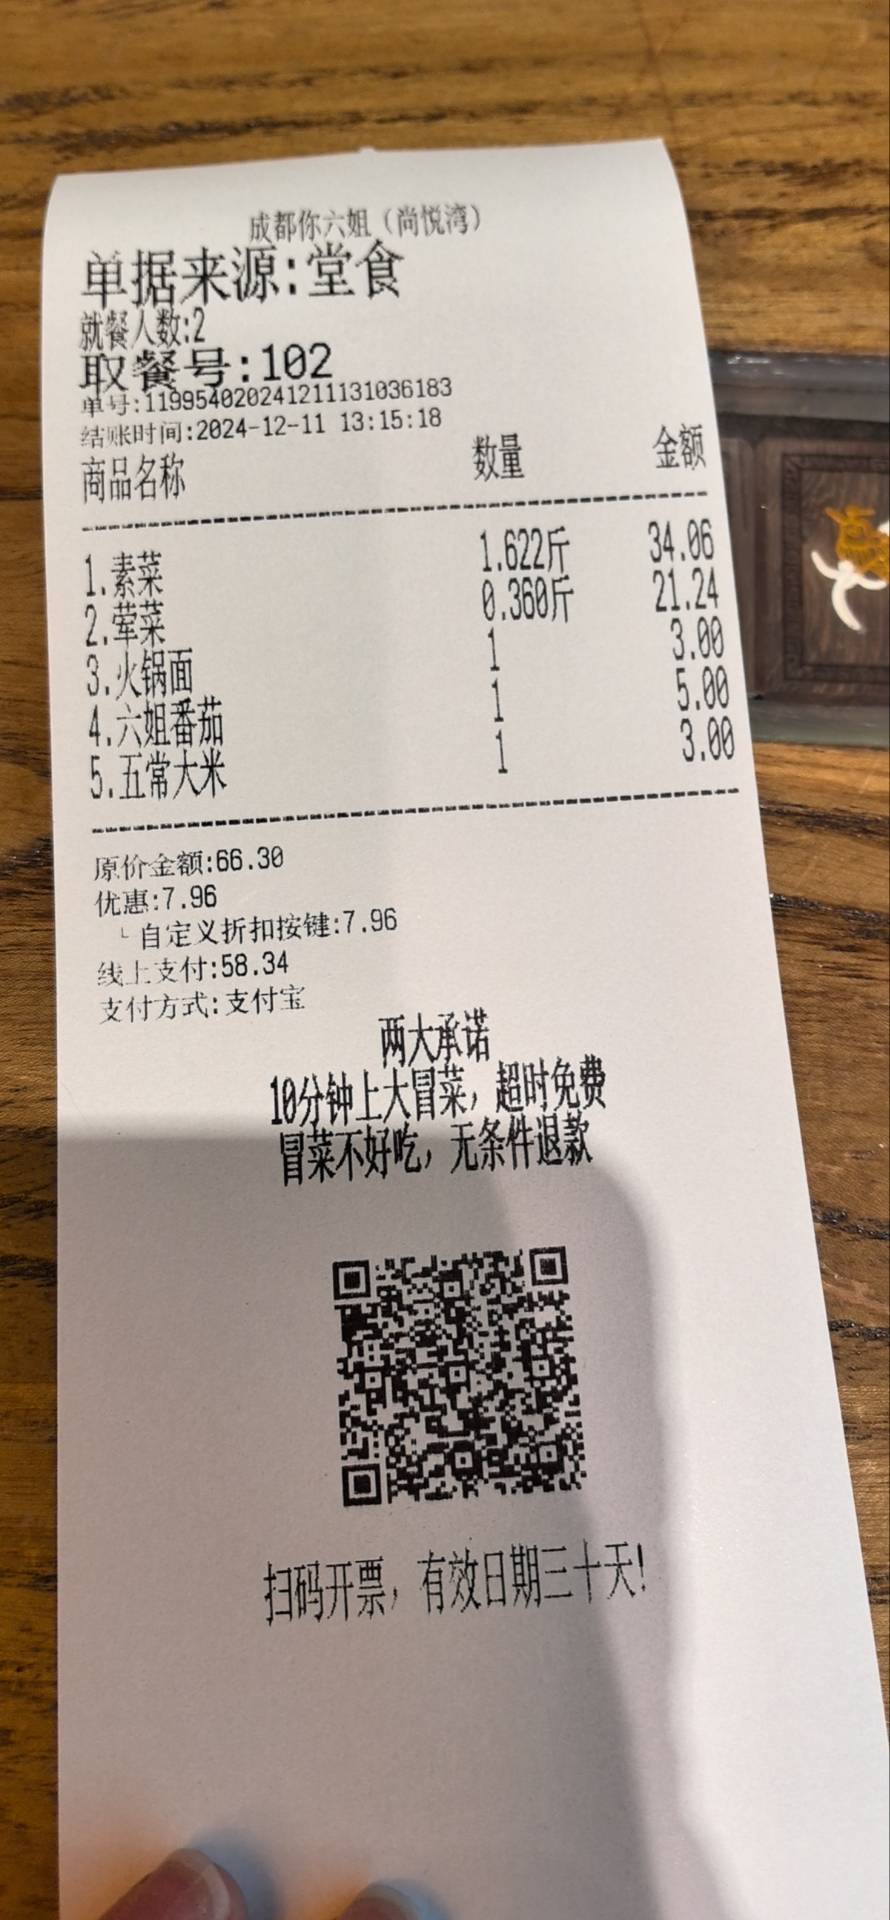 成都你六姐（尚悦湾）
单据来源:堂食
就餐人数:2
取餐号:102
单号:119954020241211131036183
结账时间:2024-12-11 13:15:18
商品名称 数量 金额
1.素菜 1.622斤 34.06
2.荤菜 0.360斤 21.24
3.火锅面 1 3.00
4.六姐番茄 1 5.00
5.五常大米 1 3.00
原价金额:66.30
优惠:7.96
└ 自定义折扣按键:7.96
线上支付:58.34
支付方式:支付宝
两大承诺
10分钟上大冒菜，超时免费
冒菜不好吃，无条件退款
扫码开票，有效日期三十天!